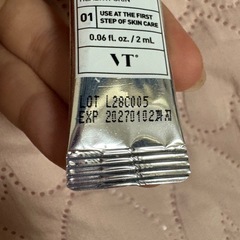 01 USE AT THE FIRST
STEP OF SKIN CARE
0.06 fl. oz. / 2 mL
VT
LOT L28C005
EXP 20270102